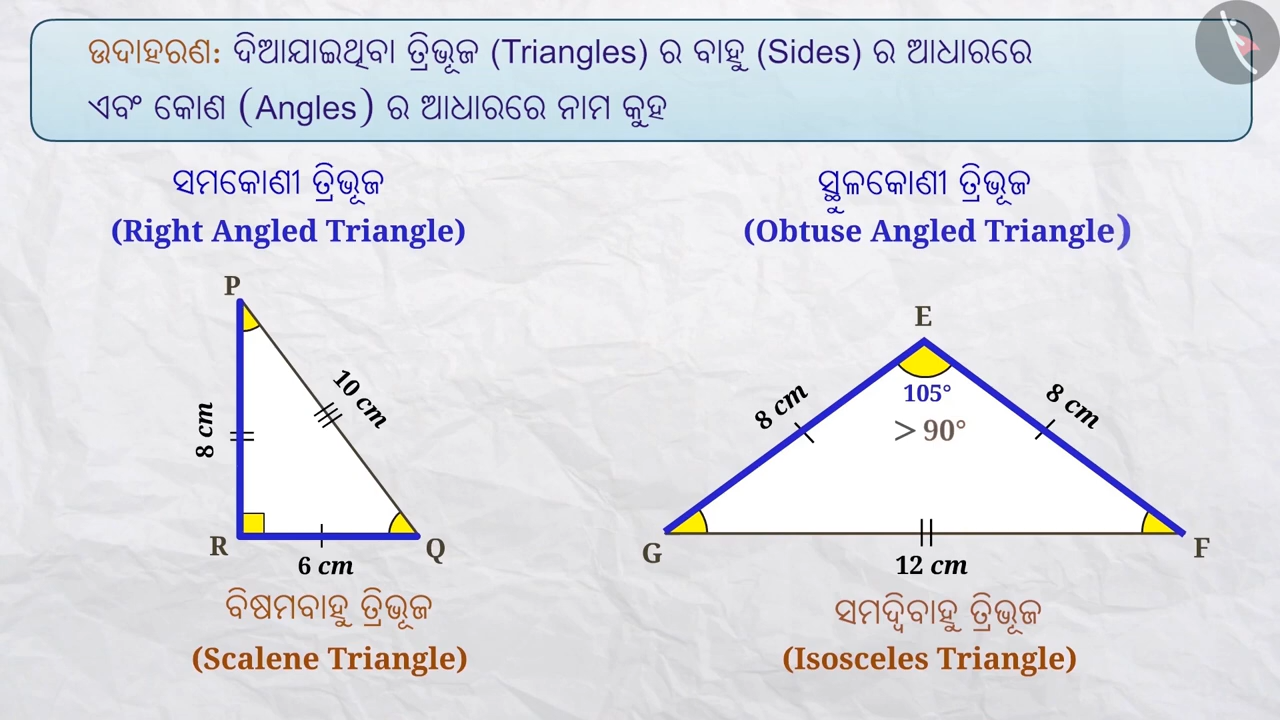 ଉଦାହରଣ: ଦିଆଯାଇଥିବା ତ୍ରିଭୂଜ (Triangles) ର ବାହୁ (Sides) ର ଆଧାରରେ
ଏବଂ କୋଣ (Angles) ର ଆଧାରରେ ନାମ କୁହ
ସମକୋଣୀ ତ୍ରିଭୂଜ
(Right Angled Triangle)
P
8 cm
10 cm
R
Q
6 cm
ବିଷମବାହୁ ତ୍ରିଭୂଜ
(Scalene Triangle)
ସ୍ଥୁଳକୋଣୀ ତ୍ରିଭୂଜ
(Obtuse Angled Triangle)
E
8 cm
105°
8 cm
> 90°
G
F
12 cm
ସମଦ୍ୱିବାହୁ ତ୍ରିଭୂଜ
(Isosceles Triangle)